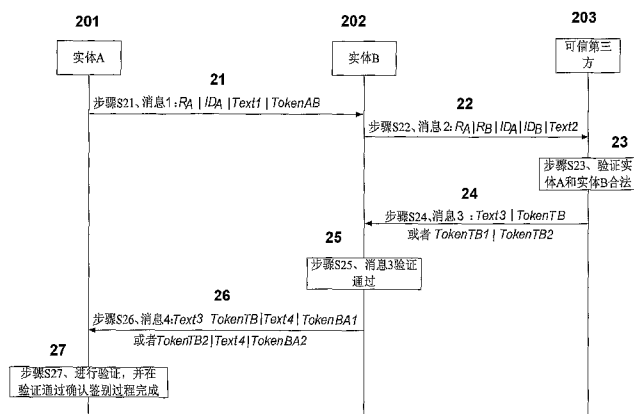 201
202
203
实体A
实体B
可信第三
方
21
步骤S21、消息1:RA | IDA | Text1 | TokenAB
22
步骤S22、消息2: RA|RB|IDA|IDB|Text2
23
步骤S23、验证实
体A和实体B合法
24
步骤S24、消息3 :Text3 | TokenTB
或者 TokenTB1 | TokenTB2
25
步骤S25、消息3验证
通过
26
步骤S26、消息4:Text3 TokenTB|Text4 | TokenBA1
或者TokenTB2|Text4|TokenBA2
27
步骤S27、进行验证，并在
验证通过确认鉴别过程完成